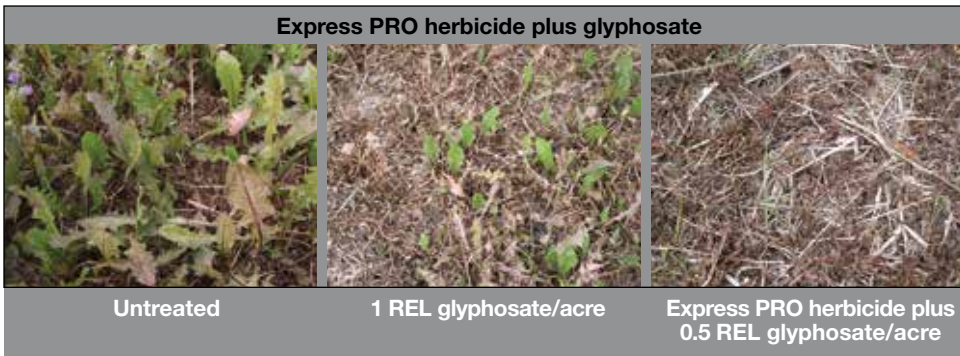 Express PRO herbicide plus glyphosate
Untreated
1 REL glyphosate/acre
Express PRO herbicide plus
0.5 REL glyphosate/acre